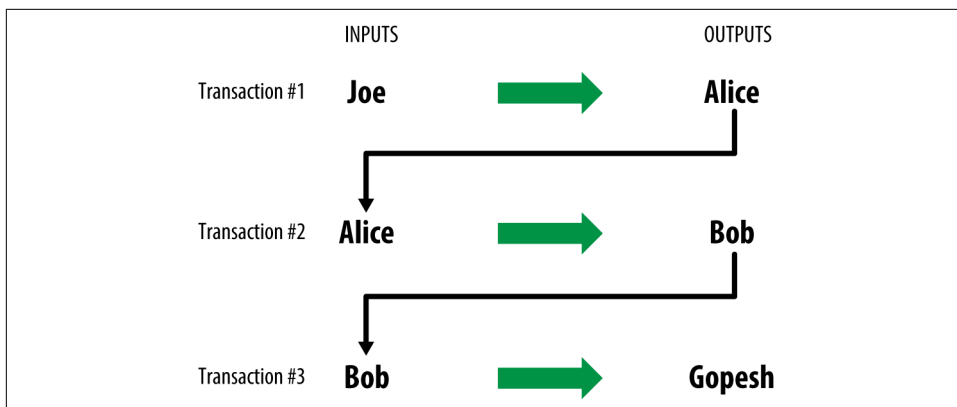 INPUTS OUTPUTS
Transaction #1 Joe Alice
Transaction #2 Alice Bob
Transaction #3 Bob Gopesh